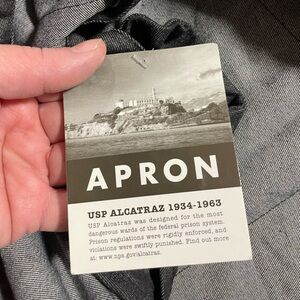 APRON
USP ALCATRAZ 1934-1963
USP Alcatraz was designed for the most
dangerous wards of the federal prison system.
Prison regulations were rigidly enforced, and
violations were swiftly punished. Find out more
at: www.nps.gov/alcatraz.